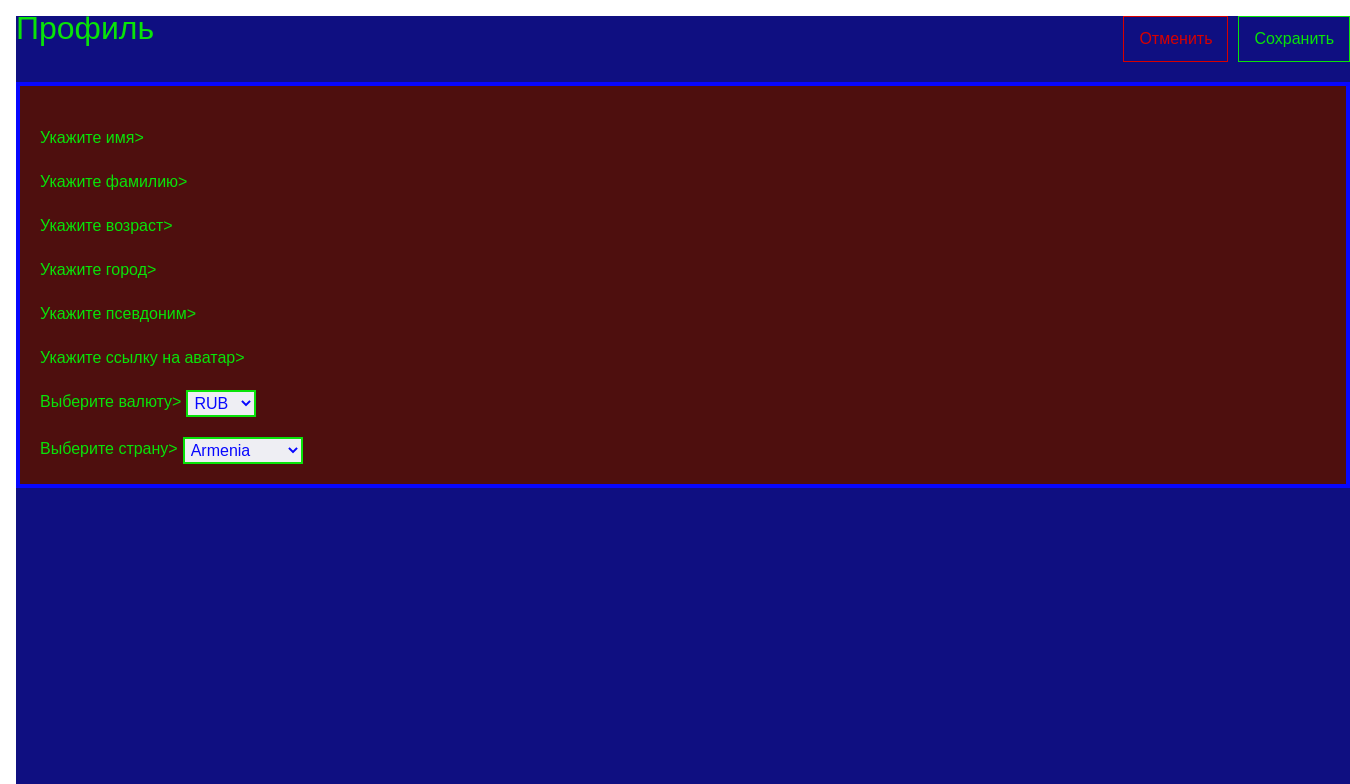 Профиль
Отменить
Сохранить
Укажите имя>
Укажите фамилию>
Укажите возраст>
Укажите город>
Укажите псевдоним>
Укажите ссылку на аватар>
Выберите валюту> RUB
Выберите страну> Armenia